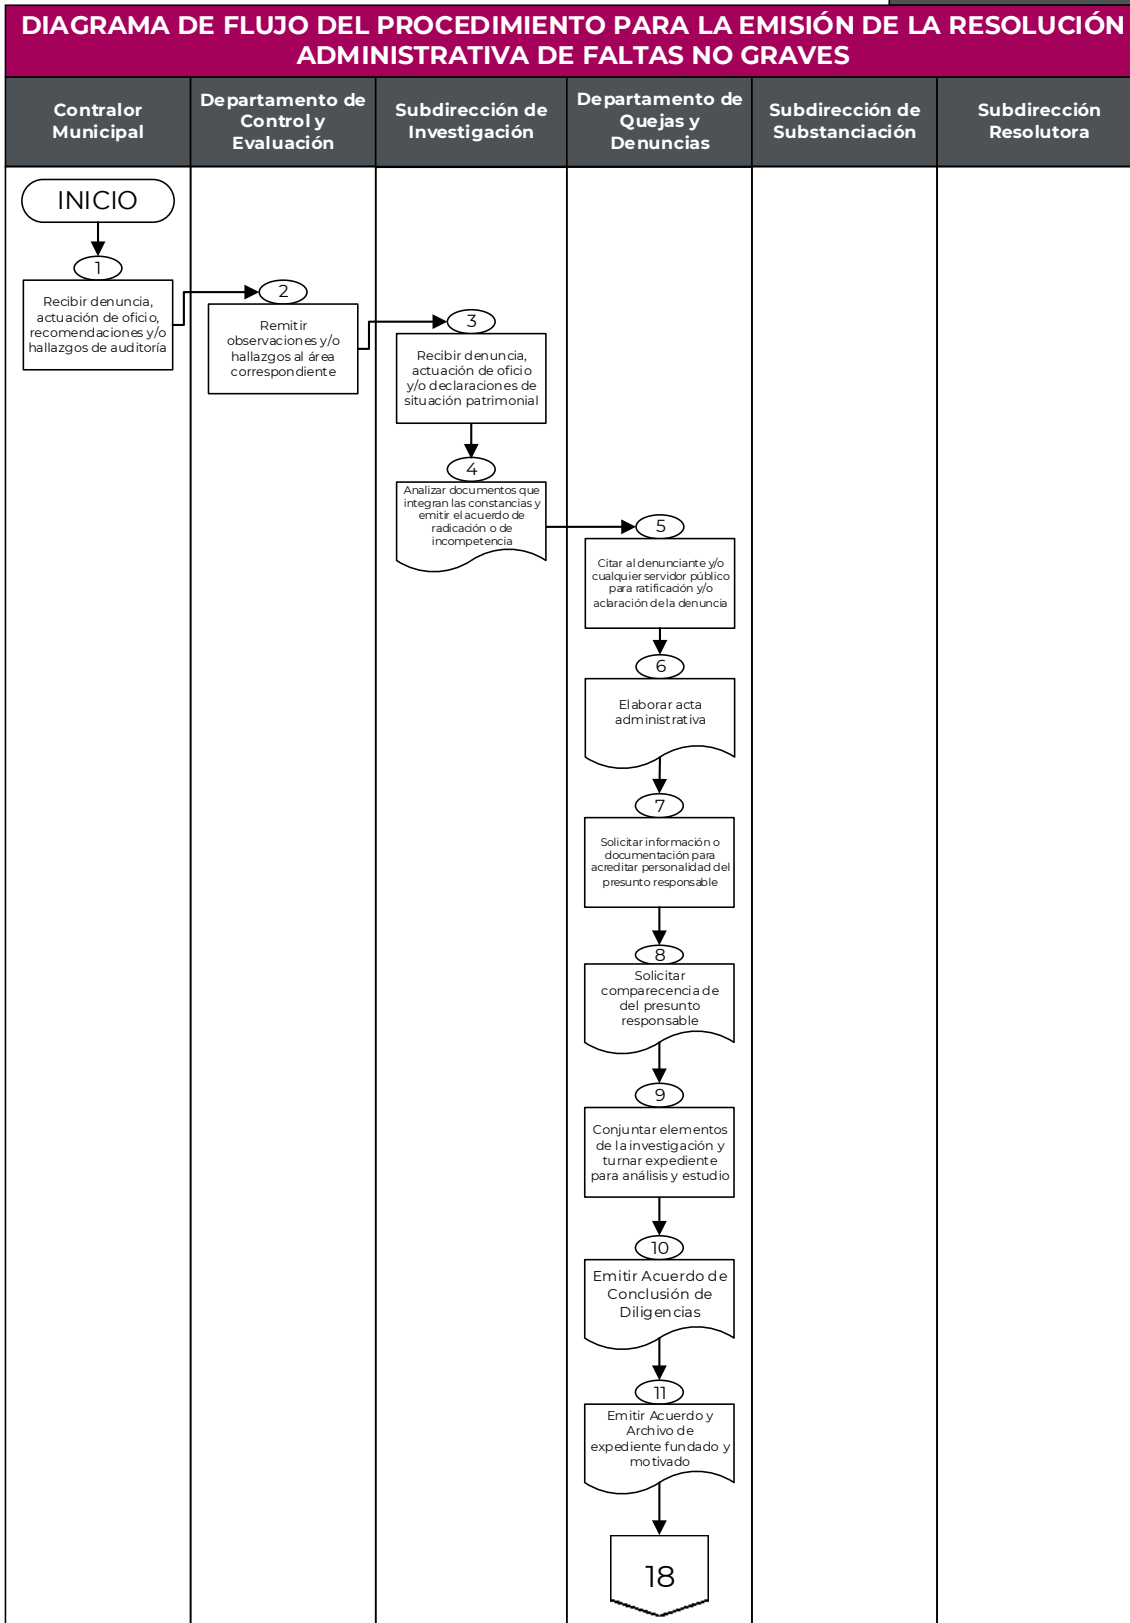 DIAGRAMA DE FLUJO DEL PROCEDIMIENTO PARA LA EMISIÓN DE LA RESOLUCIÓN
ADMINISTRATIVA DE FALTAS NO GRAVES
Contralor
Municipal
Departamento de
Control y
Evaluación
Subdirección de
Investigación
Departamento de
Quejas y
Denuncias
Subdirección de
Substanciación
Subdirección
Resolutora
INICIO
1
Recibir denuncia,
actuación de oficio,
recomendaciones y/o
hallazgos de auditoría
2
Remitir
observaciones y/o
hallazgos al área
correspondiente
3
Recibir denuncia,
actuación de oficio
y/o declaraciones de
situación patrimonial
4
Analizar documentos que
integran las constancias y
emitir el acuerdo de
radicación o de
incompetencia
5
Citar al denunciante y/o
cualquier servidor público
para ratificación y/o
aclaración de la denuncia
6
Elaborar acta
administrativa
7
Solicitar información o
documentación para
acreditar personalidad del
presunto responsable
8
Solicitar
comparecencia de
del presunto
responsable
9
Conjuntar elementos
de la investigación y
turnar expediente
para análisis y estudio
10
Emitir Acuerdo de
Conclusión de
Diligencias
11
Emitir Acuerdo y
Archivo de
expediente fundado y
motivado
18